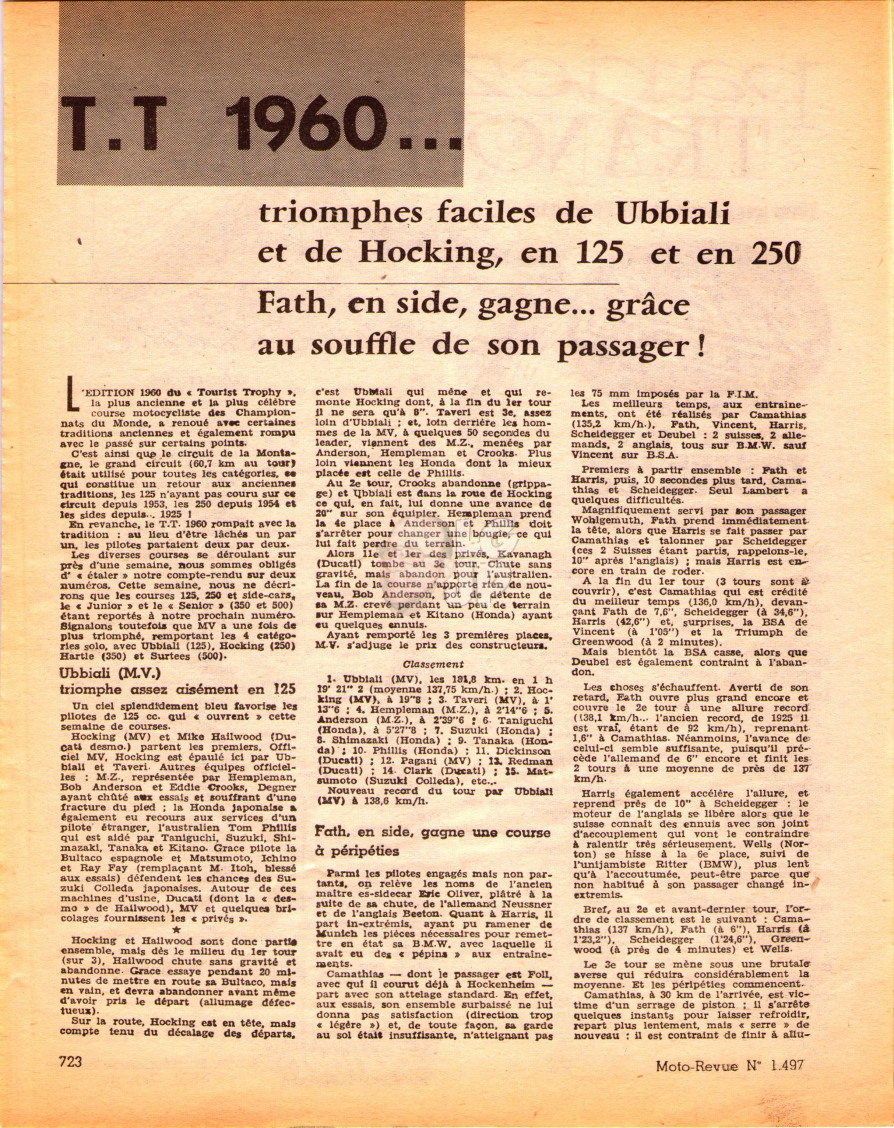 T.T 1960...
triomphes faciles de Ubbiali
et de Hocking, en 125 et en 250
Fath, en side, gagne... grâce
au souffle de son passager !
L'EDITION 1960 du « Tourist Trophy »,
la plus ancienne et la plus célèbre
course motocycliste des Champion-
nats du Monde, a renoué avec certaines
traditions anciennes et également rompu
avec le passé sur certains points.
C'est ainsi que le circuit de la Monta-
gne, le grand circuit (60,7 km au tour)
était utilisé pour toutes les catégories, ce
qui constitue un retour aux anciennes
traditions, les 125 n'ayant pas couru sur ce
circuit depuis 1953, les 250 depuis 1954 et
les sides depuis... 1925 !
En revanche, le T.T. 1960 rompait avec la
tradition : au lieu d'être lâchés un par
un, les pilotes partaient deux par deux.
Les diverses courses se déroulant sur
près d'une semaine, nous sommes obligés
d' « étaler » notre compte-rendu sur deux
numéros. Cette semaine, nous ne décri-
rons que les courses 125, 250 et side-cars,
le « Junior » et le « Senior » (350 et 500)
étant reportés à notre prochain numéro.
Signalons toutefois que MV a une fois de
plus triomphé, remportant les 4 catégo-
ries solo, avec Ubbiali (125), Hocking (250)
Hartle (350) et Surtees (500).
Ubbiali (M.V.)
triomphe assez aisément en 125
Un ciel splendidement bleu favorise les
pilotes de 125 cc. qui « ouvrent » cette
semaine de courses.
Hocking (MV) et Mike Hailwood (Du-
cati desmo.) partent les premiers. Offi-
ciel MV, Hocking est épaulé ici par Ub-
biali et Taveri. Autres équipes officiel-
les : M.Z., représentée par Hempleman,
Bob Anderson et Eddie Crooks, Degner
ayant chûté aux essais et souffrant d'une
fracture du pied ; la Honda japonaise a
également eu recours aux services d'un
pilote étranger, l'australien Tom Phillis
qui est aidé par Taniguchi, Suzuki, Shi-
mazaki, Tanaka et Kitano. Grace pilote la
Bultaco espagnole et Matsumoto, Ichino
et Ray Fay (remplaçant M. Itoh, blessé
aux essais) défendent les chances des Su-
zuki Colleda japonaises. Autour de ces
machines d'usine, Ducati (dont la « des-
mo » de Hailwood), MV et quelques bri-
colages fournissent les « privés ».
★
Hocking et Hailwood sont donc partis
ensemble, mais dès le milieu du 1er tour
(sur 3), Hailwood chute sans gravité et
abandonne. Grace essaye pendant 20 mi-
nutes de mettre en route sa Bultaco, mais
en vain, et devra abandonner avant même
d'avoir pris le départ (allumage défec-
tueux).
Sur la route, Hocking est en tête, mais
compte tenu du décalage des départs,
c'est Ubbiali qui mène et qui re-
monte Hocking dont, à la fin du 1er tour
il ne sera qu'à 8". Taveri est 3e, assez
loin d'Ubbiali ; et, loin derrière les hom-
mes de la MV, à quelques 50 secondes du
leader, viennent des M.Z., menées par
Anderson, Hempleman et Crooks. Plus
loin viennent les Honda dont la mieux
placée est celle de Phillis.
Au 2e tour, Crooks abandonne (grippa-
ge) et Ubbiali est dans la roue de Hocking
ce qui, en fait, lui donne une avance de
20" sur son équipier. Hempleman prend
la 4e place à Anderson et Phillis doit
s'arrêter pour changer une bougie, ce qui
lui fait perdre du terrain.
Alors 11e et 1er des privés, Kavanagh
(Ducati) tombe au 3e tour. Chute sans
gravité, mais abandon pour l'australien.
La fin de la course n'apporte rien de nou-
veau, Bob Anderson, pot de détente de
sa M.Z. crevé perdant un peu de terrain
sur Hempleman et Kitano (Honda) ayant
eu quelques ennuis.
Ayant remporté les 3 premières places,
M.V. s'adjuge le prix des constructeurs.
Classement
1. Ubbiali (MV), les 181,8 km. en 1 h
19' 21" 2 (moyenne 137,75 km/h.) ; 2. Hoc-
king (MV), à 19"8 ; 3. Taveri (MV), à 1'
13"6 ; 4. Hempleman (M.Z.), à 2'14"6 ; 5.
Anderson (M.Z.), à 2'39"6 ; 6. Taniguchi
(Honda), à 5'27"8 ; 7. Suzuki (Honda) ;
8. Shimazaki (Honda) ; 9. Tanaka (Hon-
da) ; 10. Phillis (Honda) ; 11. Dickinson
(Ducati) ; 12. Pagani (MV) ; 13. Redman
(Ducati) ; 14. Clark (Ducati) ; 15. Mat-
sumoto (Suzuki Colleda), etc...
Nouveau record du tour par Ubbiali
(MV) à 138,6 km/h.
Fath, en side, gagne une course
à péripéties
Parmi les pilotes engagés mais non par-
tants, on relève les noms de l'ancien
maître es-sidecar Eric Oliver, plâtré à la
suite de sa chute, de l'allemand Neussner
et de l'anglais Beeton. Quant à Harris, il
part in-extrémis, ayant pu ramener de
Munich les pièces nécessaires pour remet-
tre en état sa B.M.W. avec laquelle il
avait eu des « pépins » aux entraîne-
ments.
Camathias — dont le passager est Foll,
avec qui il courut déjà à Hockenheim —
part avec son attelage standard. En effet,
aux essais, son ensemble surbaissé ne lui
donna pas satisfaction (direction trop
« légère ») et, de toute façon, sa garde
au sol était insuffisante, n'atteignant pas
les 75 mm imposés par la F.I.M.
Les meilleurs temps, aux entraîne-
ments, ont été réalisés par Camathias
(135,2 km/h.), Fath, Vincent, Harris,
Scheidegger et Deubel : 2 suisses, 2 alle-
mands, 2 anglais, tous sur B.M.W. sauf
Vincent sur B.S.A.
Premiers à partir ensemble : Fath et
Harris, puis, 10 secondes plus tard, Cama-
thias et Scheidegger. Seul Lambert a
quelques difficultés.
Magnifiquement servi par son passager
Wohlgemuth, Fath prend immédiatement
la tête, alors que Harris se fait passer par
Camathias et talonner par Scheidegger
(ces 2 Suisses étant partis, rappelons-le,
10" après l'anglais) ; mais Harris est en-
core en train de roder.
A la fin du 1er tour (3 tours sont à
couvrir), c'est Camathias qui est crédité
du meilleur temps (136,0 km/h), devan-
çant Fath de 7,6", Scheidegger (à 34,6"),
Harris (42,6") et, surprises, la BSA de
Vincent (à 1'05") et la Triumph de
Greenwood (à 2 minutes).
Mais bientôt la BSA casse, alors que
Deubel est également contraint à l'aban-
don.
Les choses s'échauffent. Averti de son
retard, Fath ouvre plus grand encore et
couvre le 2e tour à une allure record
(138,1 km/h... l'ancien record, de 1925 il
est vrai, étant de 92 km/h), reprenant
1,6" à Camathias. Néanmoins, l'avance de
celui-ci semble suffisante, puisqu'il pré-
cède l'allemand de 6" encore et finit les
2 tours à une moyenne de près de 137
km/h.
Harris également accélère l'allure, et
reprend près de 10" à Scheidegger : le
moteur de l'anglais se libère alors que le
suisse connaît des ennuis avec son joint
d'accouplement qui vont le contraindre
à ralentir très sérieusement. Wells (Nor-
ton) se hisse à la 6e place, suivi de
l'unijambiste Ritter (BMW), plus lent
qu'à l'accoutumée, peut-être parce que
non habitué à son passager changé in-
extremis.
Bref, au 2e et avant-dernier tour, l'or-
dre de classement est le suivant : Cama-
thias (137 km/h), Fath (à 6"), Harris (à
1'23,2"), Scheidegger (1'24,6"), Green-
wood (à près de 4 minutes) et Wells.
Le 3e tour se mène sous une brutale
averse qui réduira considérablement la
moyenne. Et les péripéties commencent.
Camathias, à 30 km de l'arrivée, est vic-
time d'un serrage de piston ; il s'arrête
quelques instants pour laisser refroidir,
repart plus lentement, mais « serre » de
nouveau : il est contraint de finir à allu-
723
Moto-Revue N° 1.497